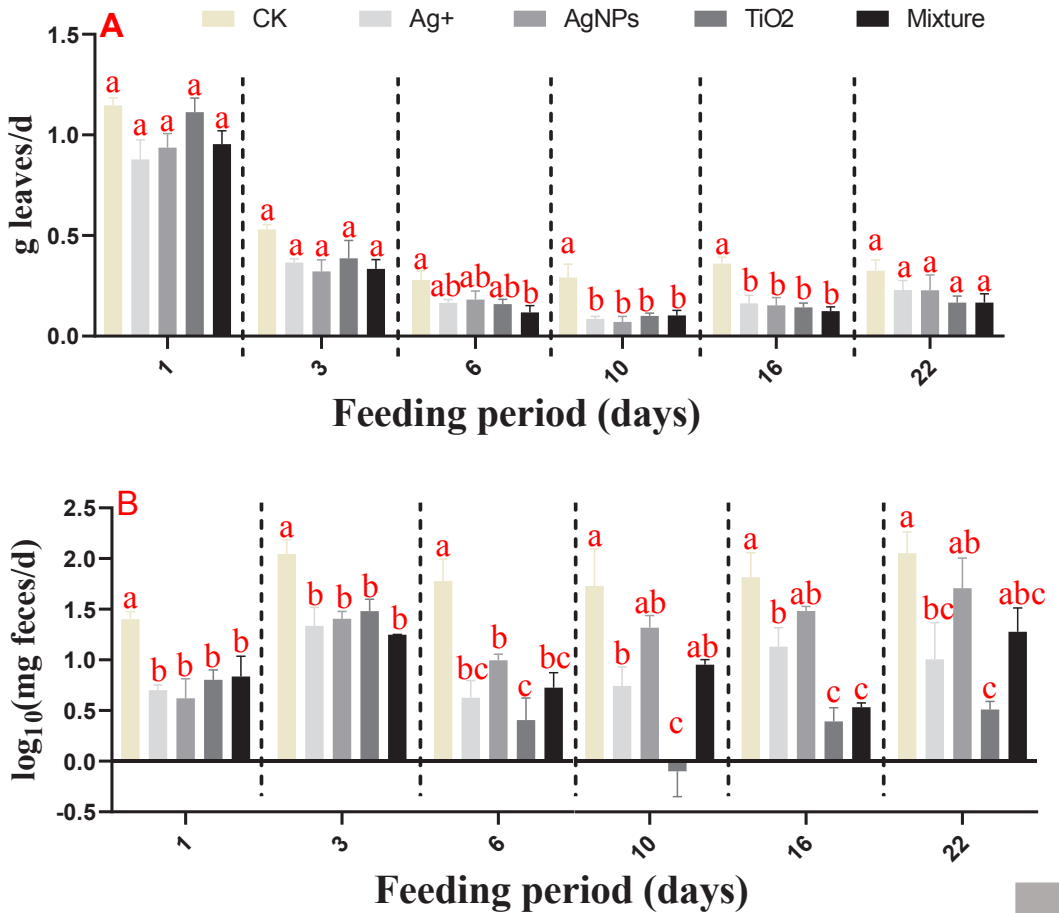 CK Ag+ AgNPs TiO2 Mixture
A
g leaves/d
1.5
1.0
0.5
0.0
a a a a a
a a a a a
a ab ab ab b
a b b b b
a b b b b
a a a a a
1 3 6 10 16 22
Feeding period (days)
B
log10(mg feces/d)
2.5
2.0
1.5
1.0
0.5
0.0
-0.5
a b b b b
a b b b b
a bc b c bc
a b ab c ab
a b ab c c
a bc ab c abc
1 3 6 10 16 22
Feeding period (days)